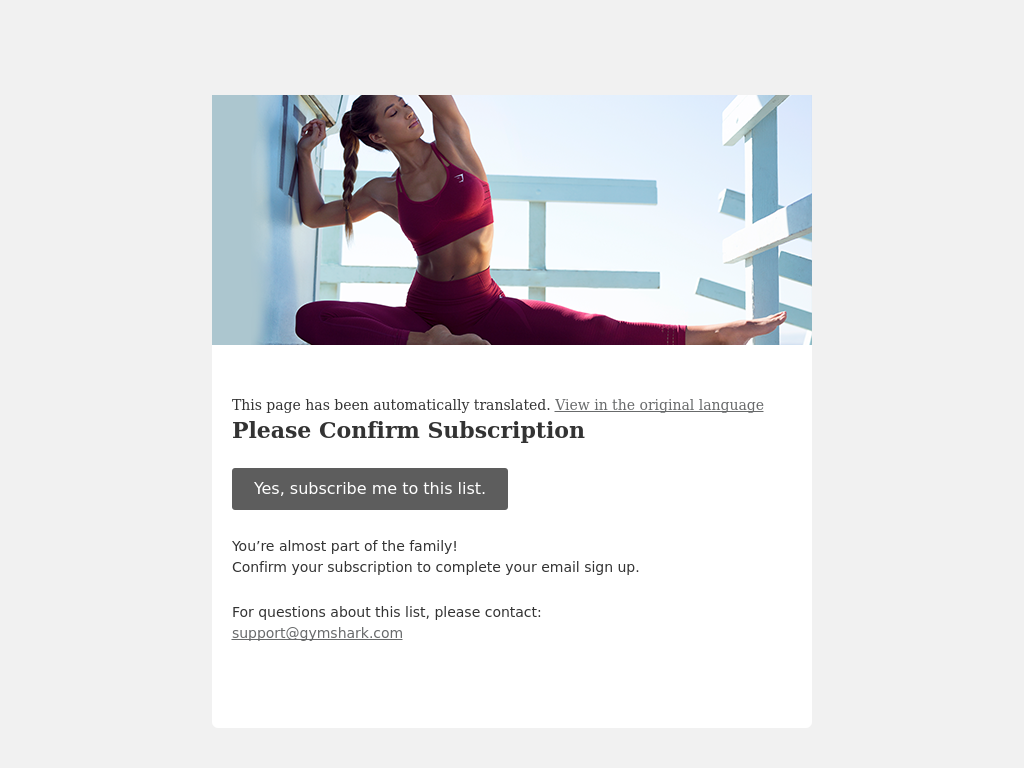 This page has been automatically translated. View in the original language
Please Confirm Subscription
Yes, subscribe me to this list.
You’re almost part of the family!
Confirm your subscription to complete your email sign up.
For questions about this list, please contact:
support@gymshark.com